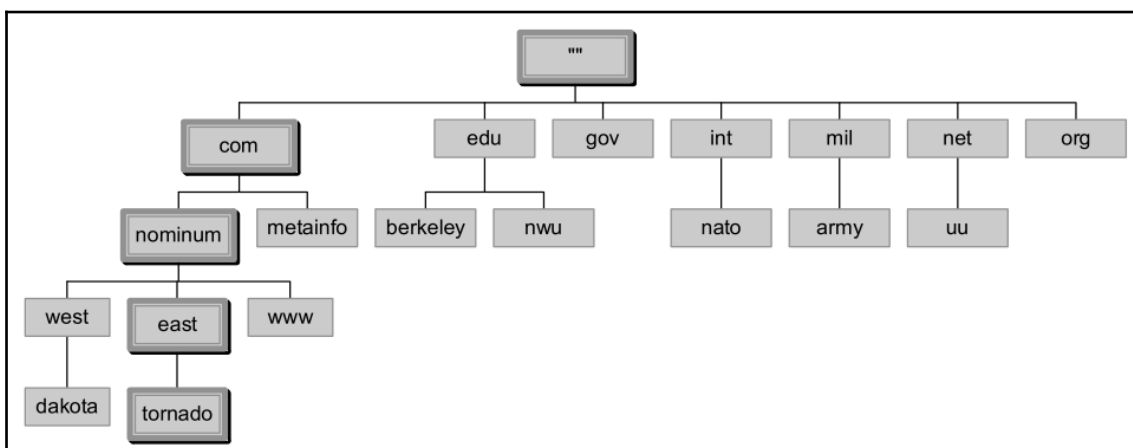 ""
com edu gov int mil net org
nominum metainfo berkeley nwu nato army uu
west east www
dakota tornado